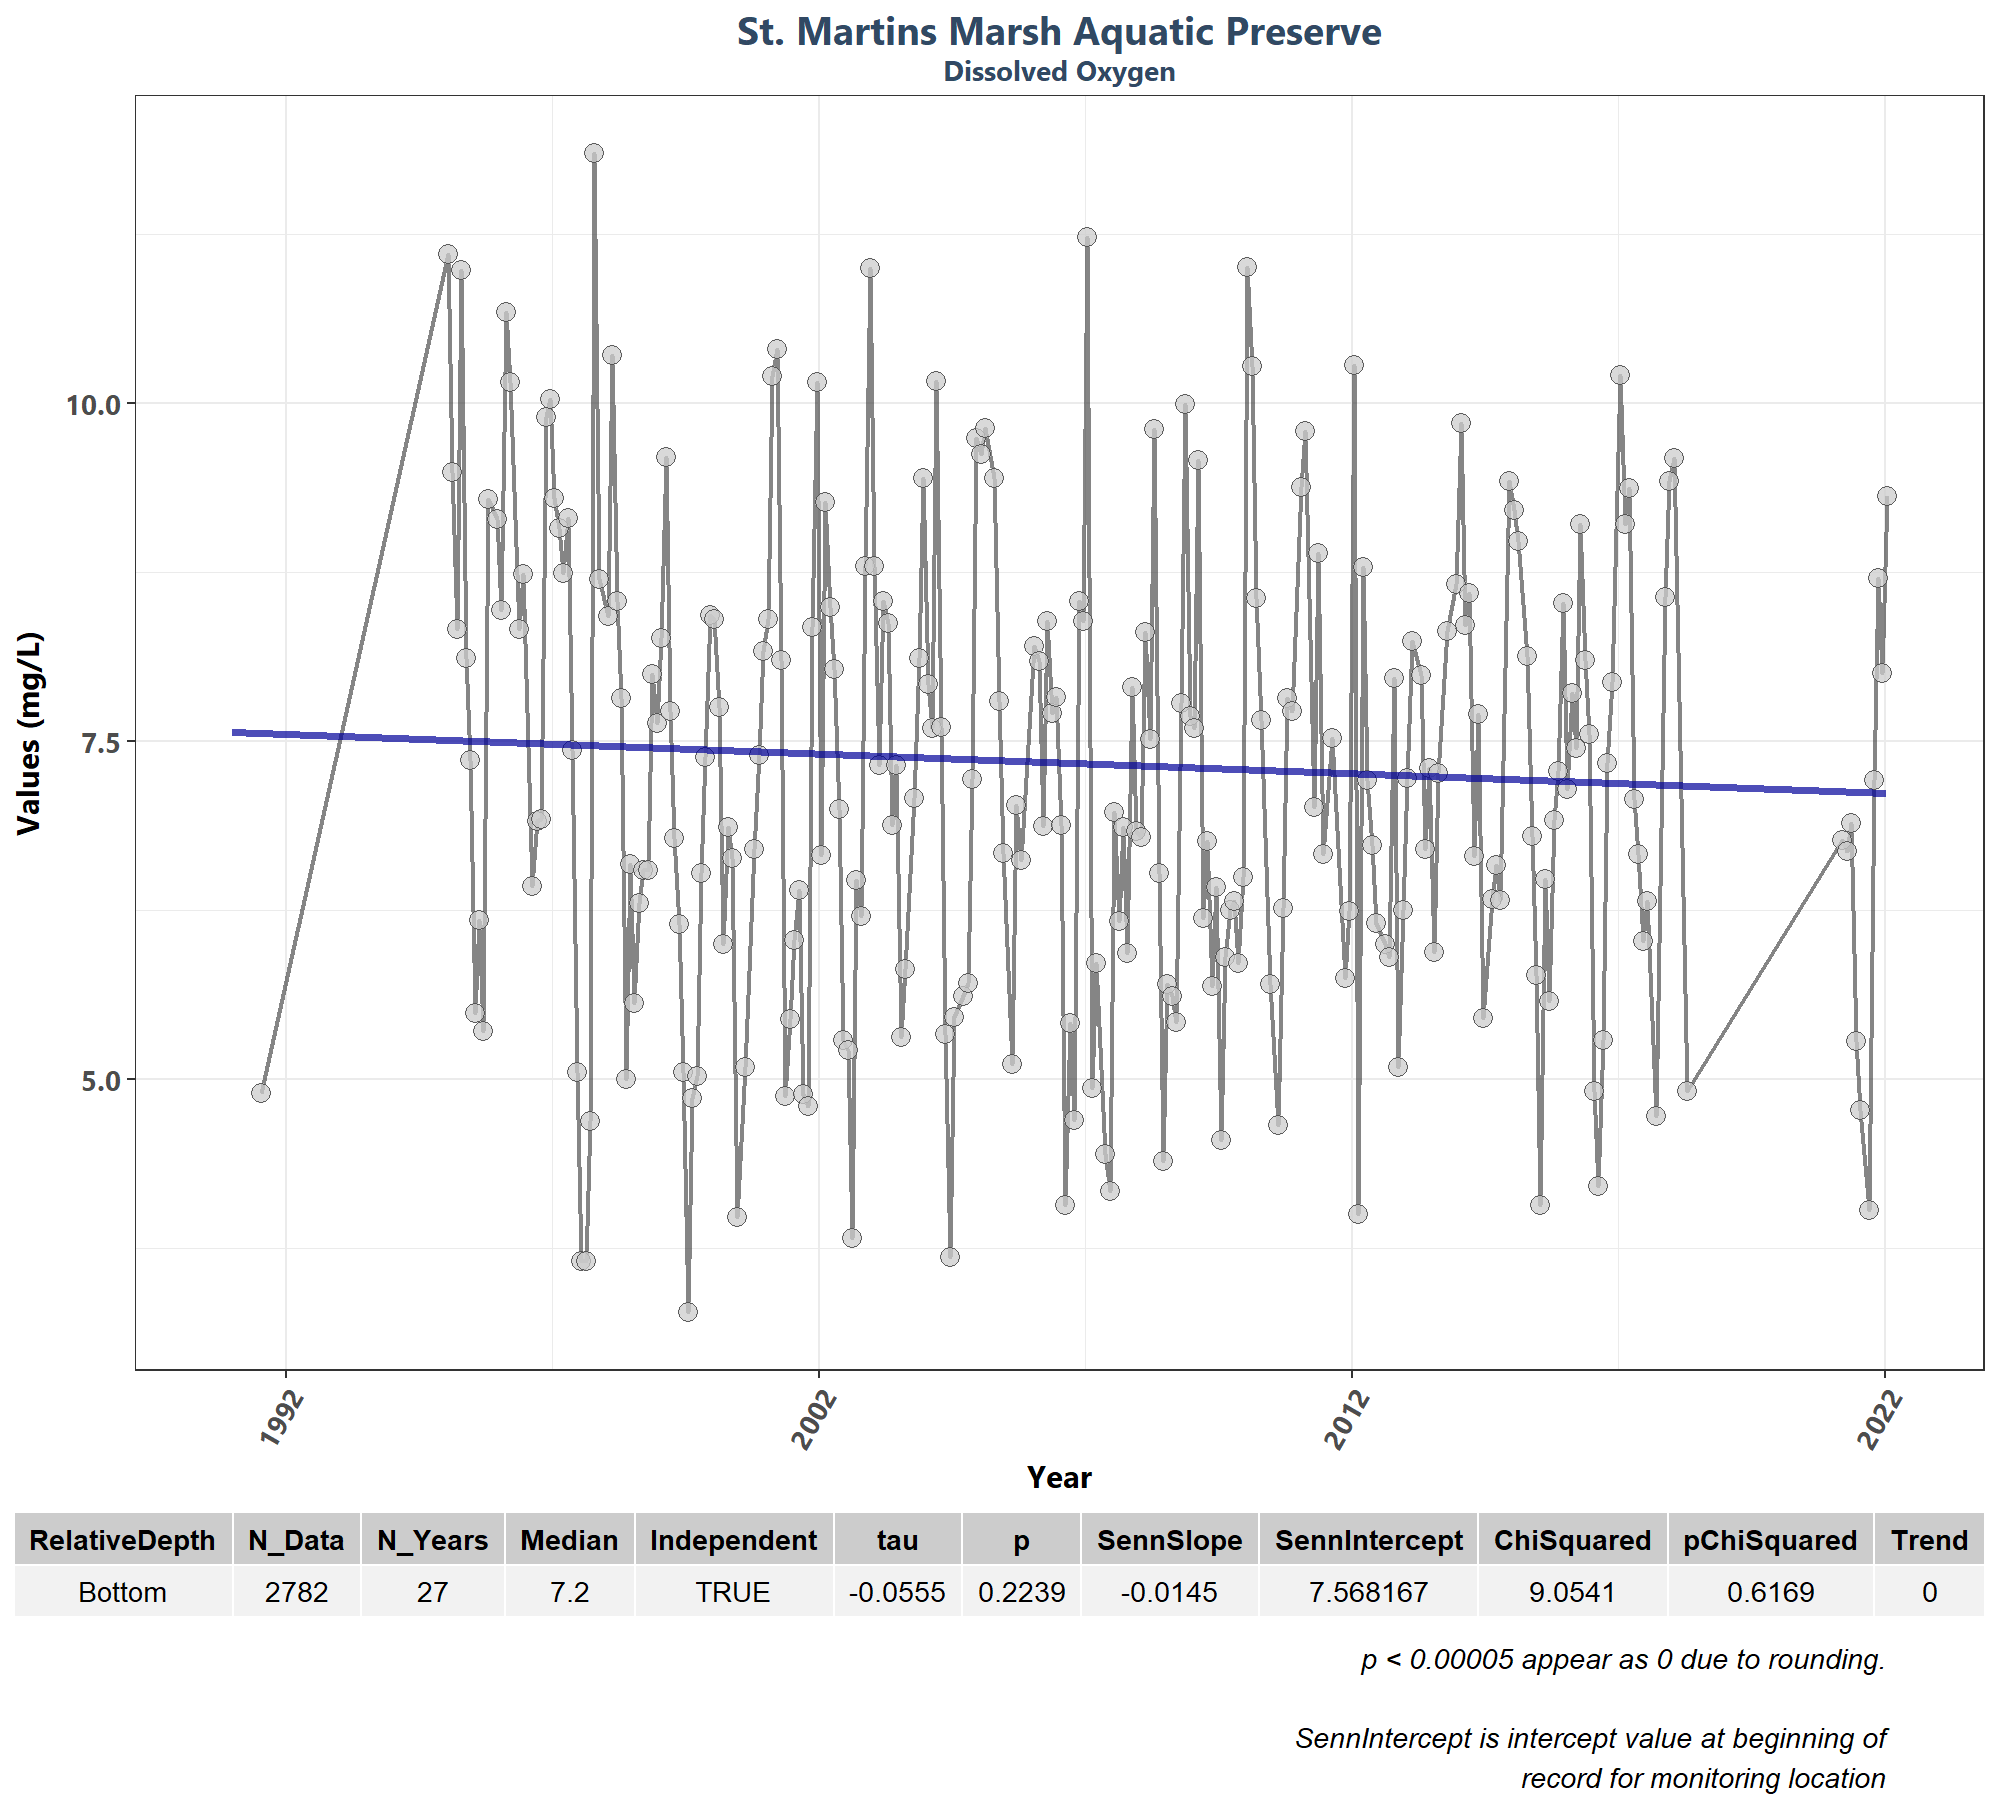 St. Martins Marsh Aquatic Preserve
Dissolved Oxygen
Values (mg/L)
10.0
7.5
5.0
1992
2002
2012
2022
Year
RelativeDepth N_Data N_Years Median Independent tau p SennSlope SennIntercept ChiSquared pChiSquared Trend
Bottom 2782 27 7.2 TRUE -0.0555 0.2239 -0.0145 7.568167 9.0541 0.6169 0
p < 0.00005 appear as 0 due to rounding.
SennIntercept is intercept value at beginning of
record for monitoring location